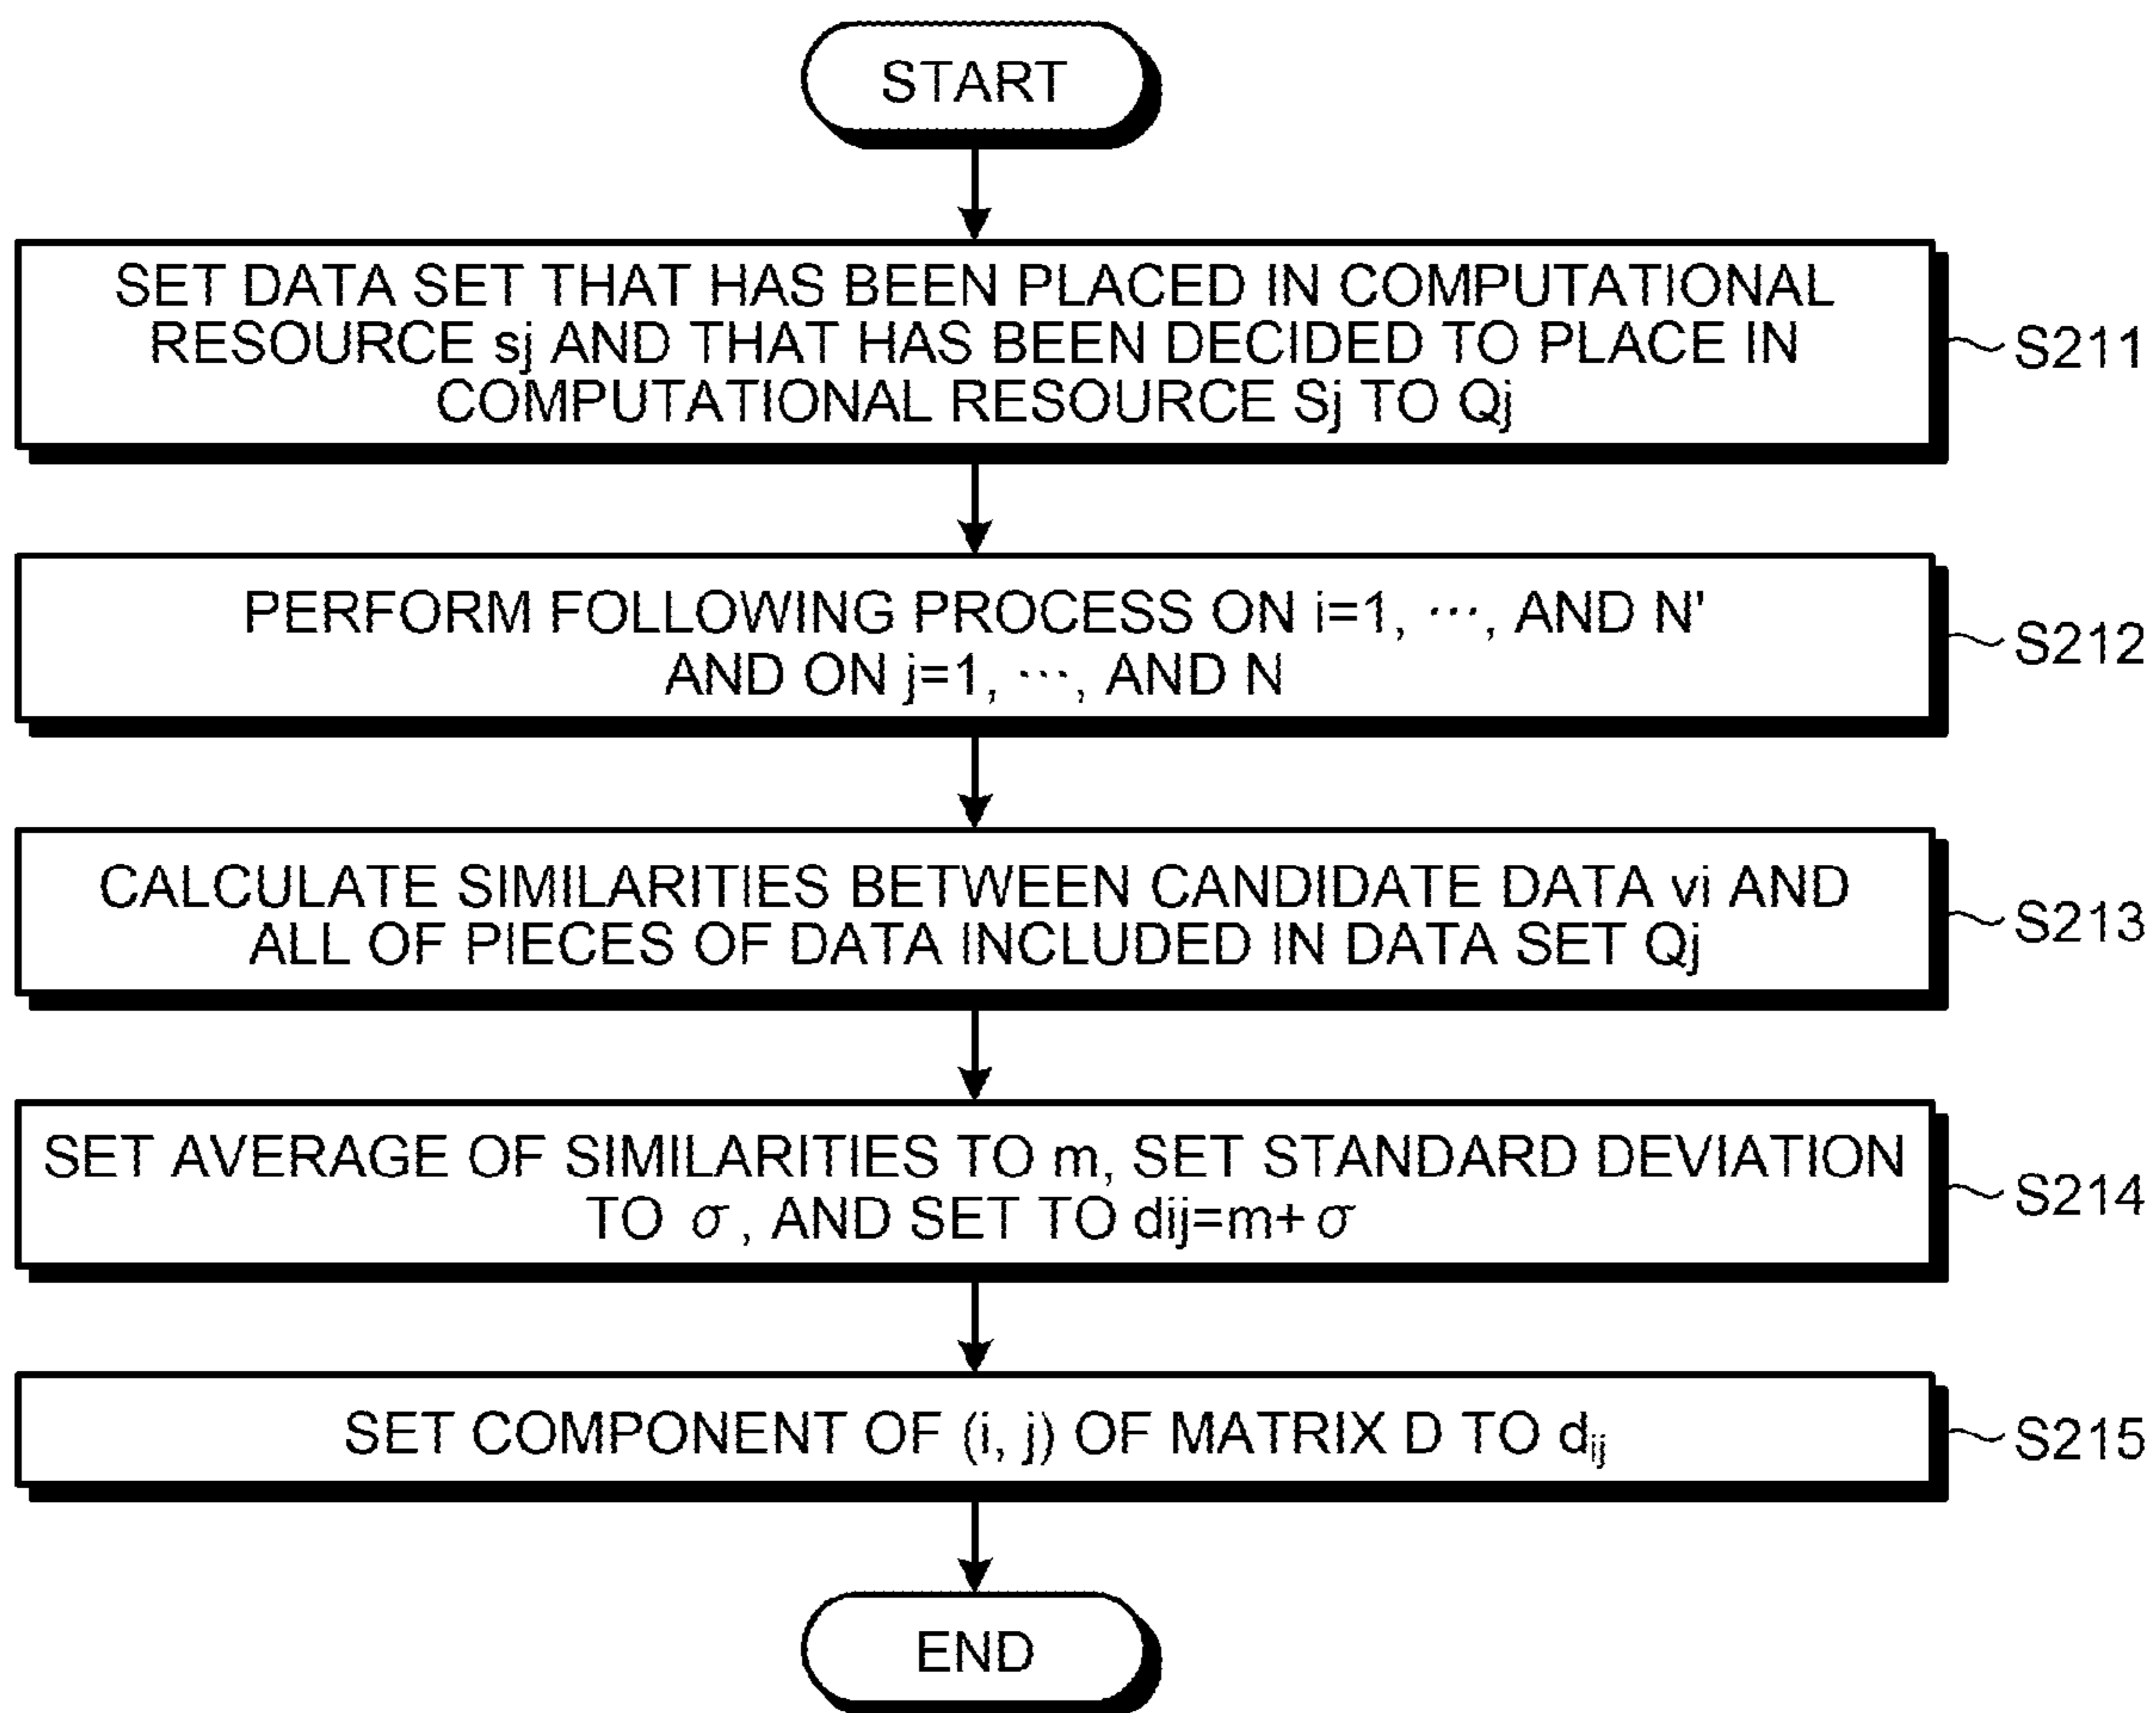 START
SET DATA SET THAT HAS BEEN PLACED IN COMPUTATIONAL
RESOURCE sj AND THAT HAS BEEN DECIDED TO PLACE IN
COMPUTATIONAL RESOURCE Sj TO Qj
S211
PERFORM FOLLOWING PROCESS ON i=1, ⋯, AND N'
AND ON j=1, ⋯, AND N
S212
CALCULATE SIMILARITIES BETWEEN CANDIDATE DATA vi AND
ALL OF PIECES OF DATA INCLUDED IN DATA SET Qj
S213
SET AVERAGE OF SIMILARITIES TO m, SET STANDARD DEVIATION
TO σ, AND SET TO dij=m+σ
S214
SET COMPONENT OF (i, j) OF MATRIX D TO dij
S215
END